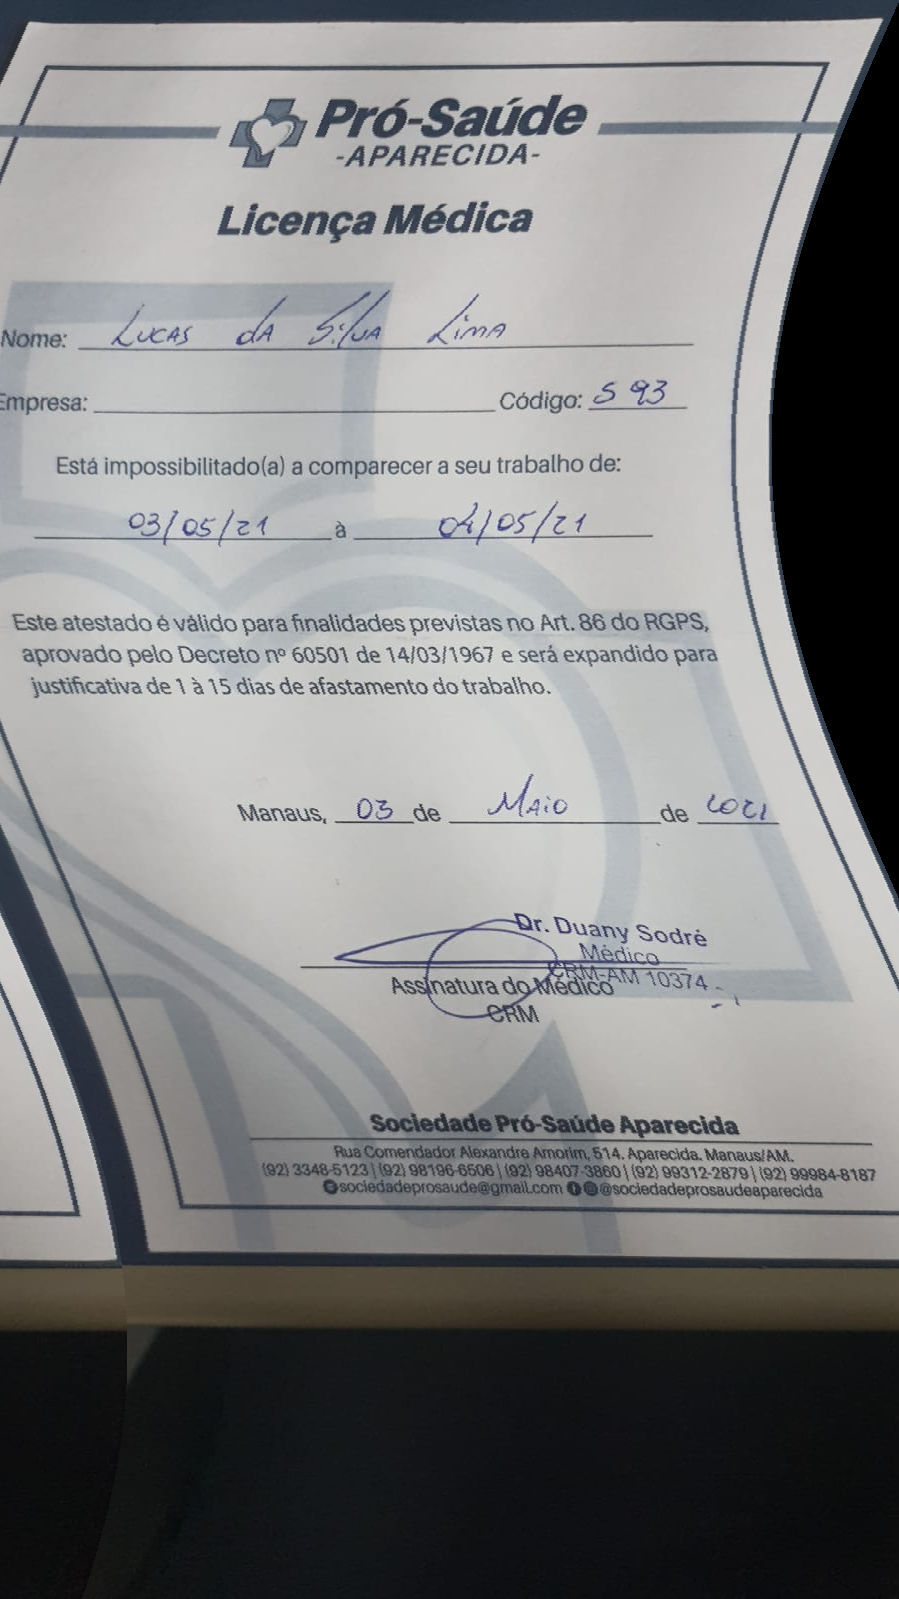 Pró-Saúde
-APARECIDA-
Licença Médica
Nome: Lucas da Silva Lima
Empresa: Código: S 93
Está impossibilitado(a) a comparecer a seu trabalho de:
03/05/21 à 04/05/21
Este atestado é válido para finalidades previstas no Art. 86 do RGPS,
aprovado pelo Decreto nº 60501 de 14/03/1967 e será expandido para
justificativa de 1 à 15 dias de afastamento do trabalho.
Manaus, 03 de Maio de 2021
Dr. Duany Sodré
Médico
CRM-AM 10374
Assinatura do Médico
CRM
Sociedade Pró-Saúde Aparecida
Rua Comendador Alexandre Amorim, 514, Aparecida. Manaus/AM.
(92) 3348-5123 | (92) 98196-6506 | (92) 98407-3860 | (92) 99312-2879 | (92) 99984-8187
sociedadeprosaude@gmail.com @sociedadeprosaudeaparecida